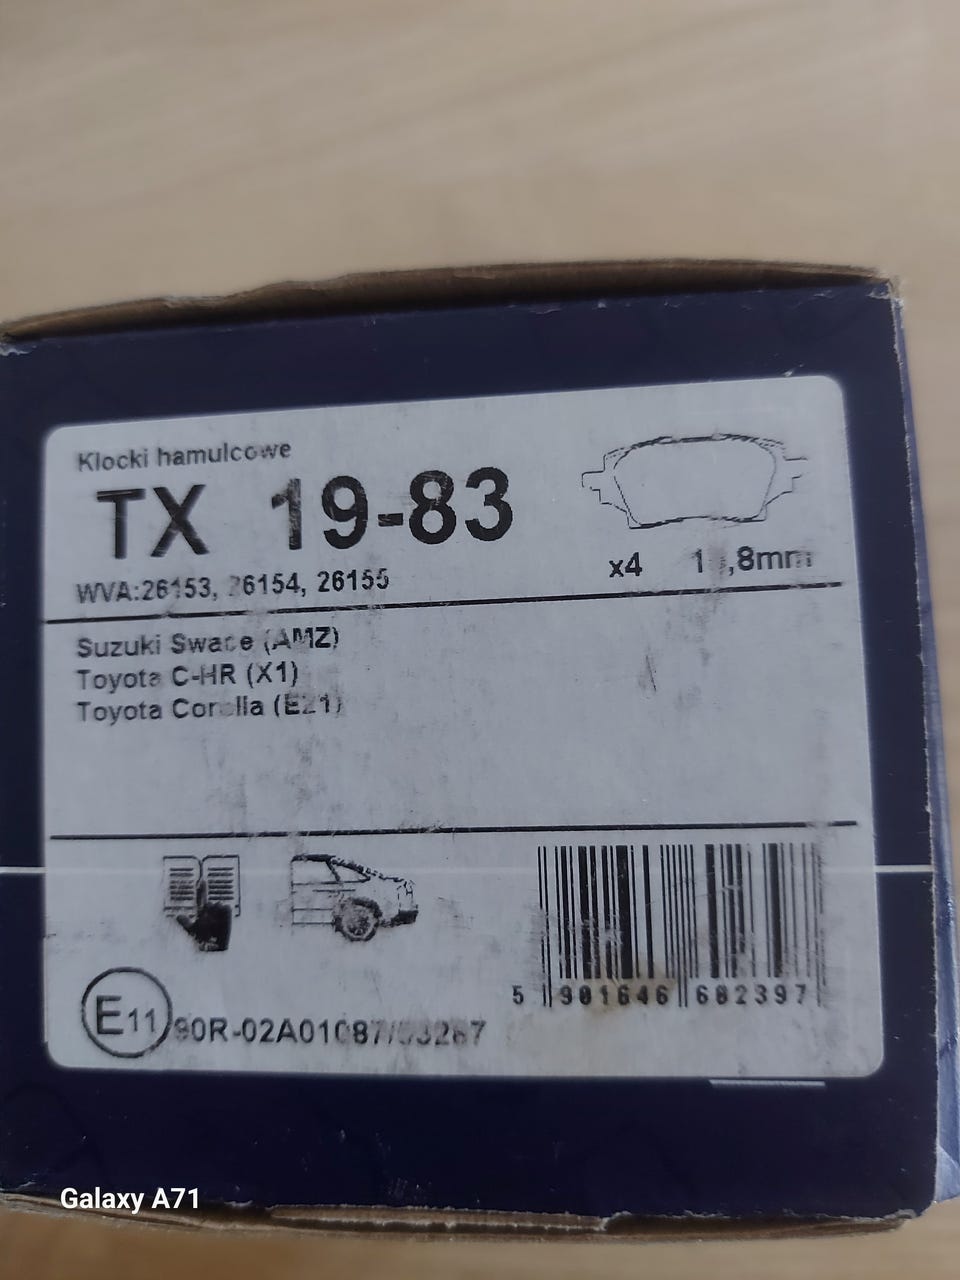 Klocki hamulcowe
TX 19-83
WVA:26153, 26154, 26155
x4
Suzuki Swace (AMZ)
Toyota C-HR (X1)
Toyota Corolla (E21)
E11
5 901646 682397
Galaxy A71